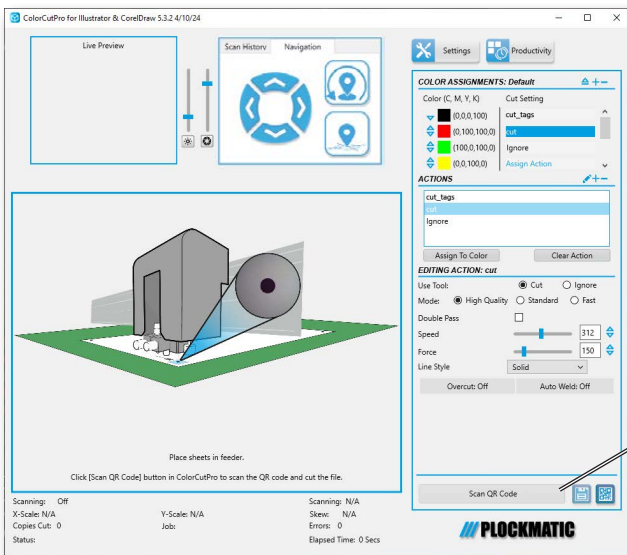 ColorCutPro for Illustrator & CorelDraw 5.3.2 4/10/24
Live Preview
Scan History Navigation
Settings Productivity
COLOR ASSIGNMENTS: Default
Color (C, M, Y, K) Cut Setting
(0,0,0,100) cut_tags
(0,100,100,0) cut
(100,0,100,0) Ignore
(0,0,100,0) Assign Action
ACTIONS
cut_tags
cut
Ignore
Assign To Color Clear Action
EDITING ACTION: cut
Use Tool: Cut Ignore
Mode: High Quality Standard Fast
Double Pass
Speed 312
Force 150
Line Style Solid
Overcut: Off Auto Weld: Off
Place sheets in feeder.
Click [Scan QR Code] button in ColorCutPro to scan the QR code and cut the file.
Scan QR Code
Scanning: Off Scanning: N/A
X-Scale: N/A Y-Scale: N/A Skew: N/A
Copies Cut: 0 Job: Errors: 0
Status: Elapsed Time: 0 Secs
PLOCKMATIC